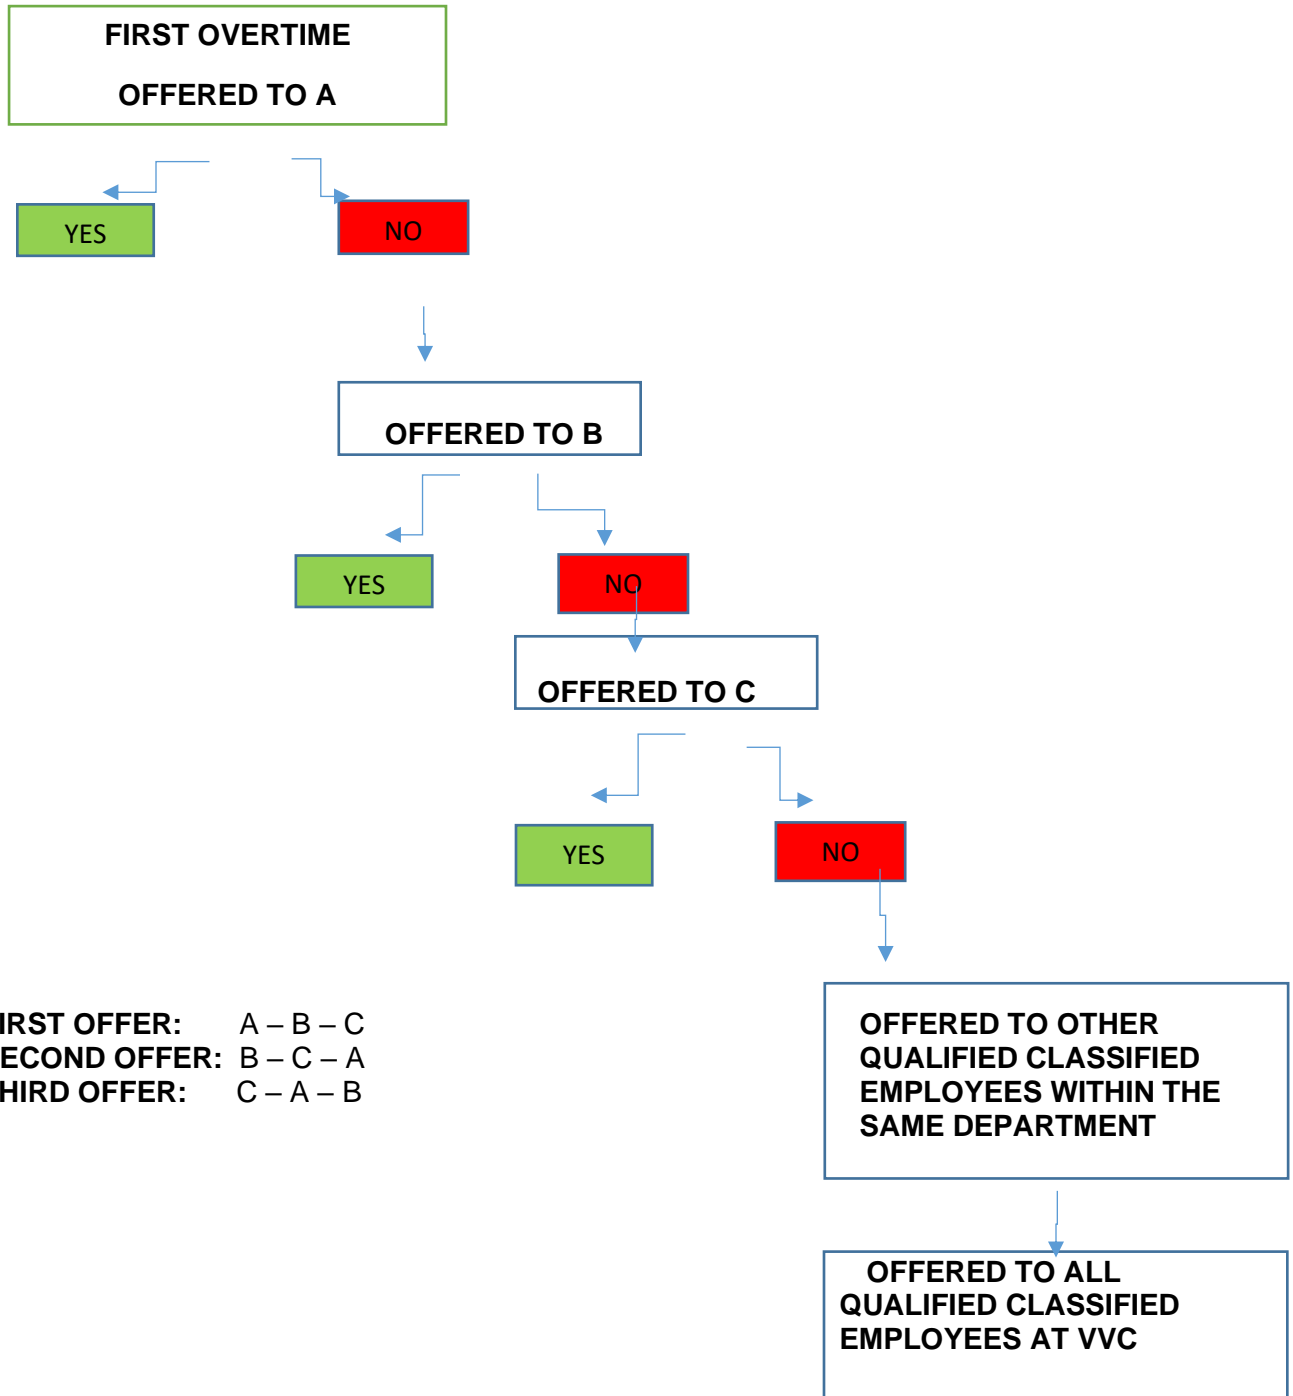 FIRST OVERTIME
OFFERED TO A
YES
NO
OFFERED TO B
YES
NO
OFFERED TO C
YES
NO
IRST OFFER: A – B – C
ECOND OFFER: B – C – A
HIRD OFFER: C – A – B
OFFERED TO OTHER
QUALIFIED CLASSIFIED
EMPLOYEES WITHIN THE
SAME DEPARTMENT
OFFERED TO ALL
QUALIFIED CLASSIFIED
EMPLOYEES AT VVC